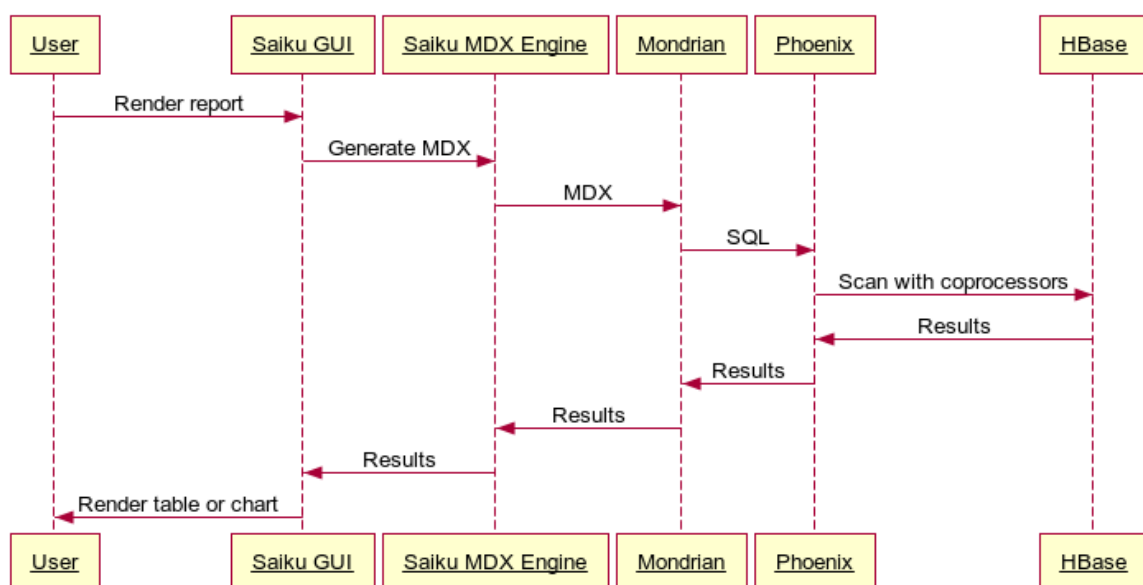 User
Saiku GUI
Saiku MDX Engine
Mondrian
Phoenix
HBase
Render report
Generate MDX
MDX
SQL
Scan with coprocessors
Results
Results
Results
Results
Render table or chart
User
Saiku GUI
Saiku MDX Engine
Mondrian
Phoenix
HBase